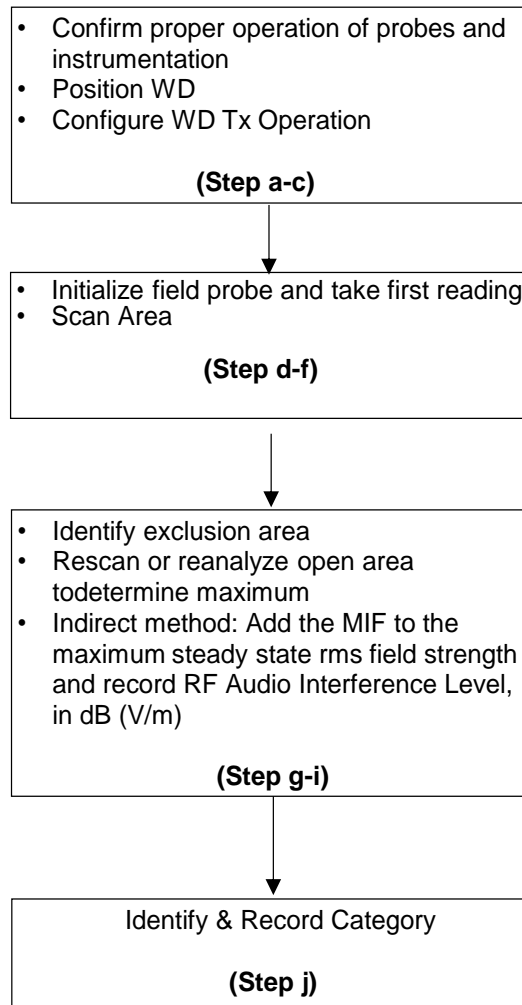 • Confirm proper operation of probes and
instrumentation
• Position WD
• Configure WD Tx Operation
(Step a-c)
• Initialize field probe and take first reading
• Scan Area
(Step d-f)
• Identify exclusion area
• Rescan or reanalyze open area
todetermine maximum
• Indirect method: Add the MIF to the
maximum steady state rms field strength
and record RF Audio Interference Level,
in dB (V/m)
(Step g-i)
Identify & Record Category
(Step j)